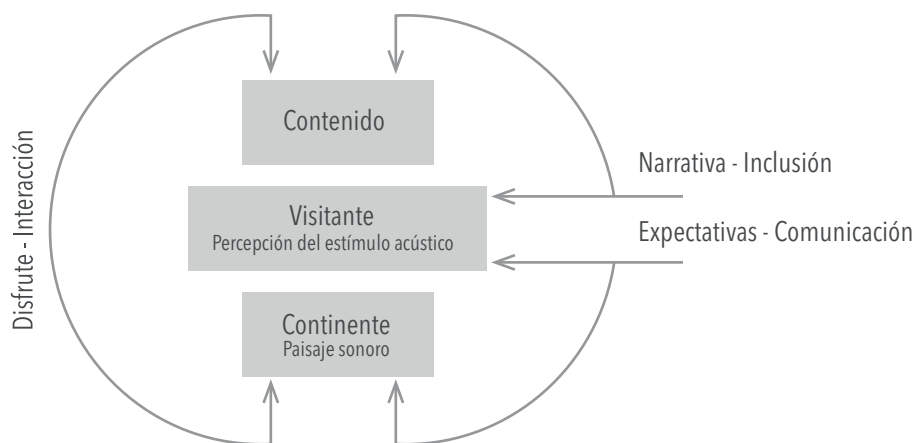 Disfrute - Interacción
Contenido
Narrativa - Inclusión
Visitante
Percepción del estímulo acústico
Expectativas - Comunicación
Continente
Paisaje sonoro